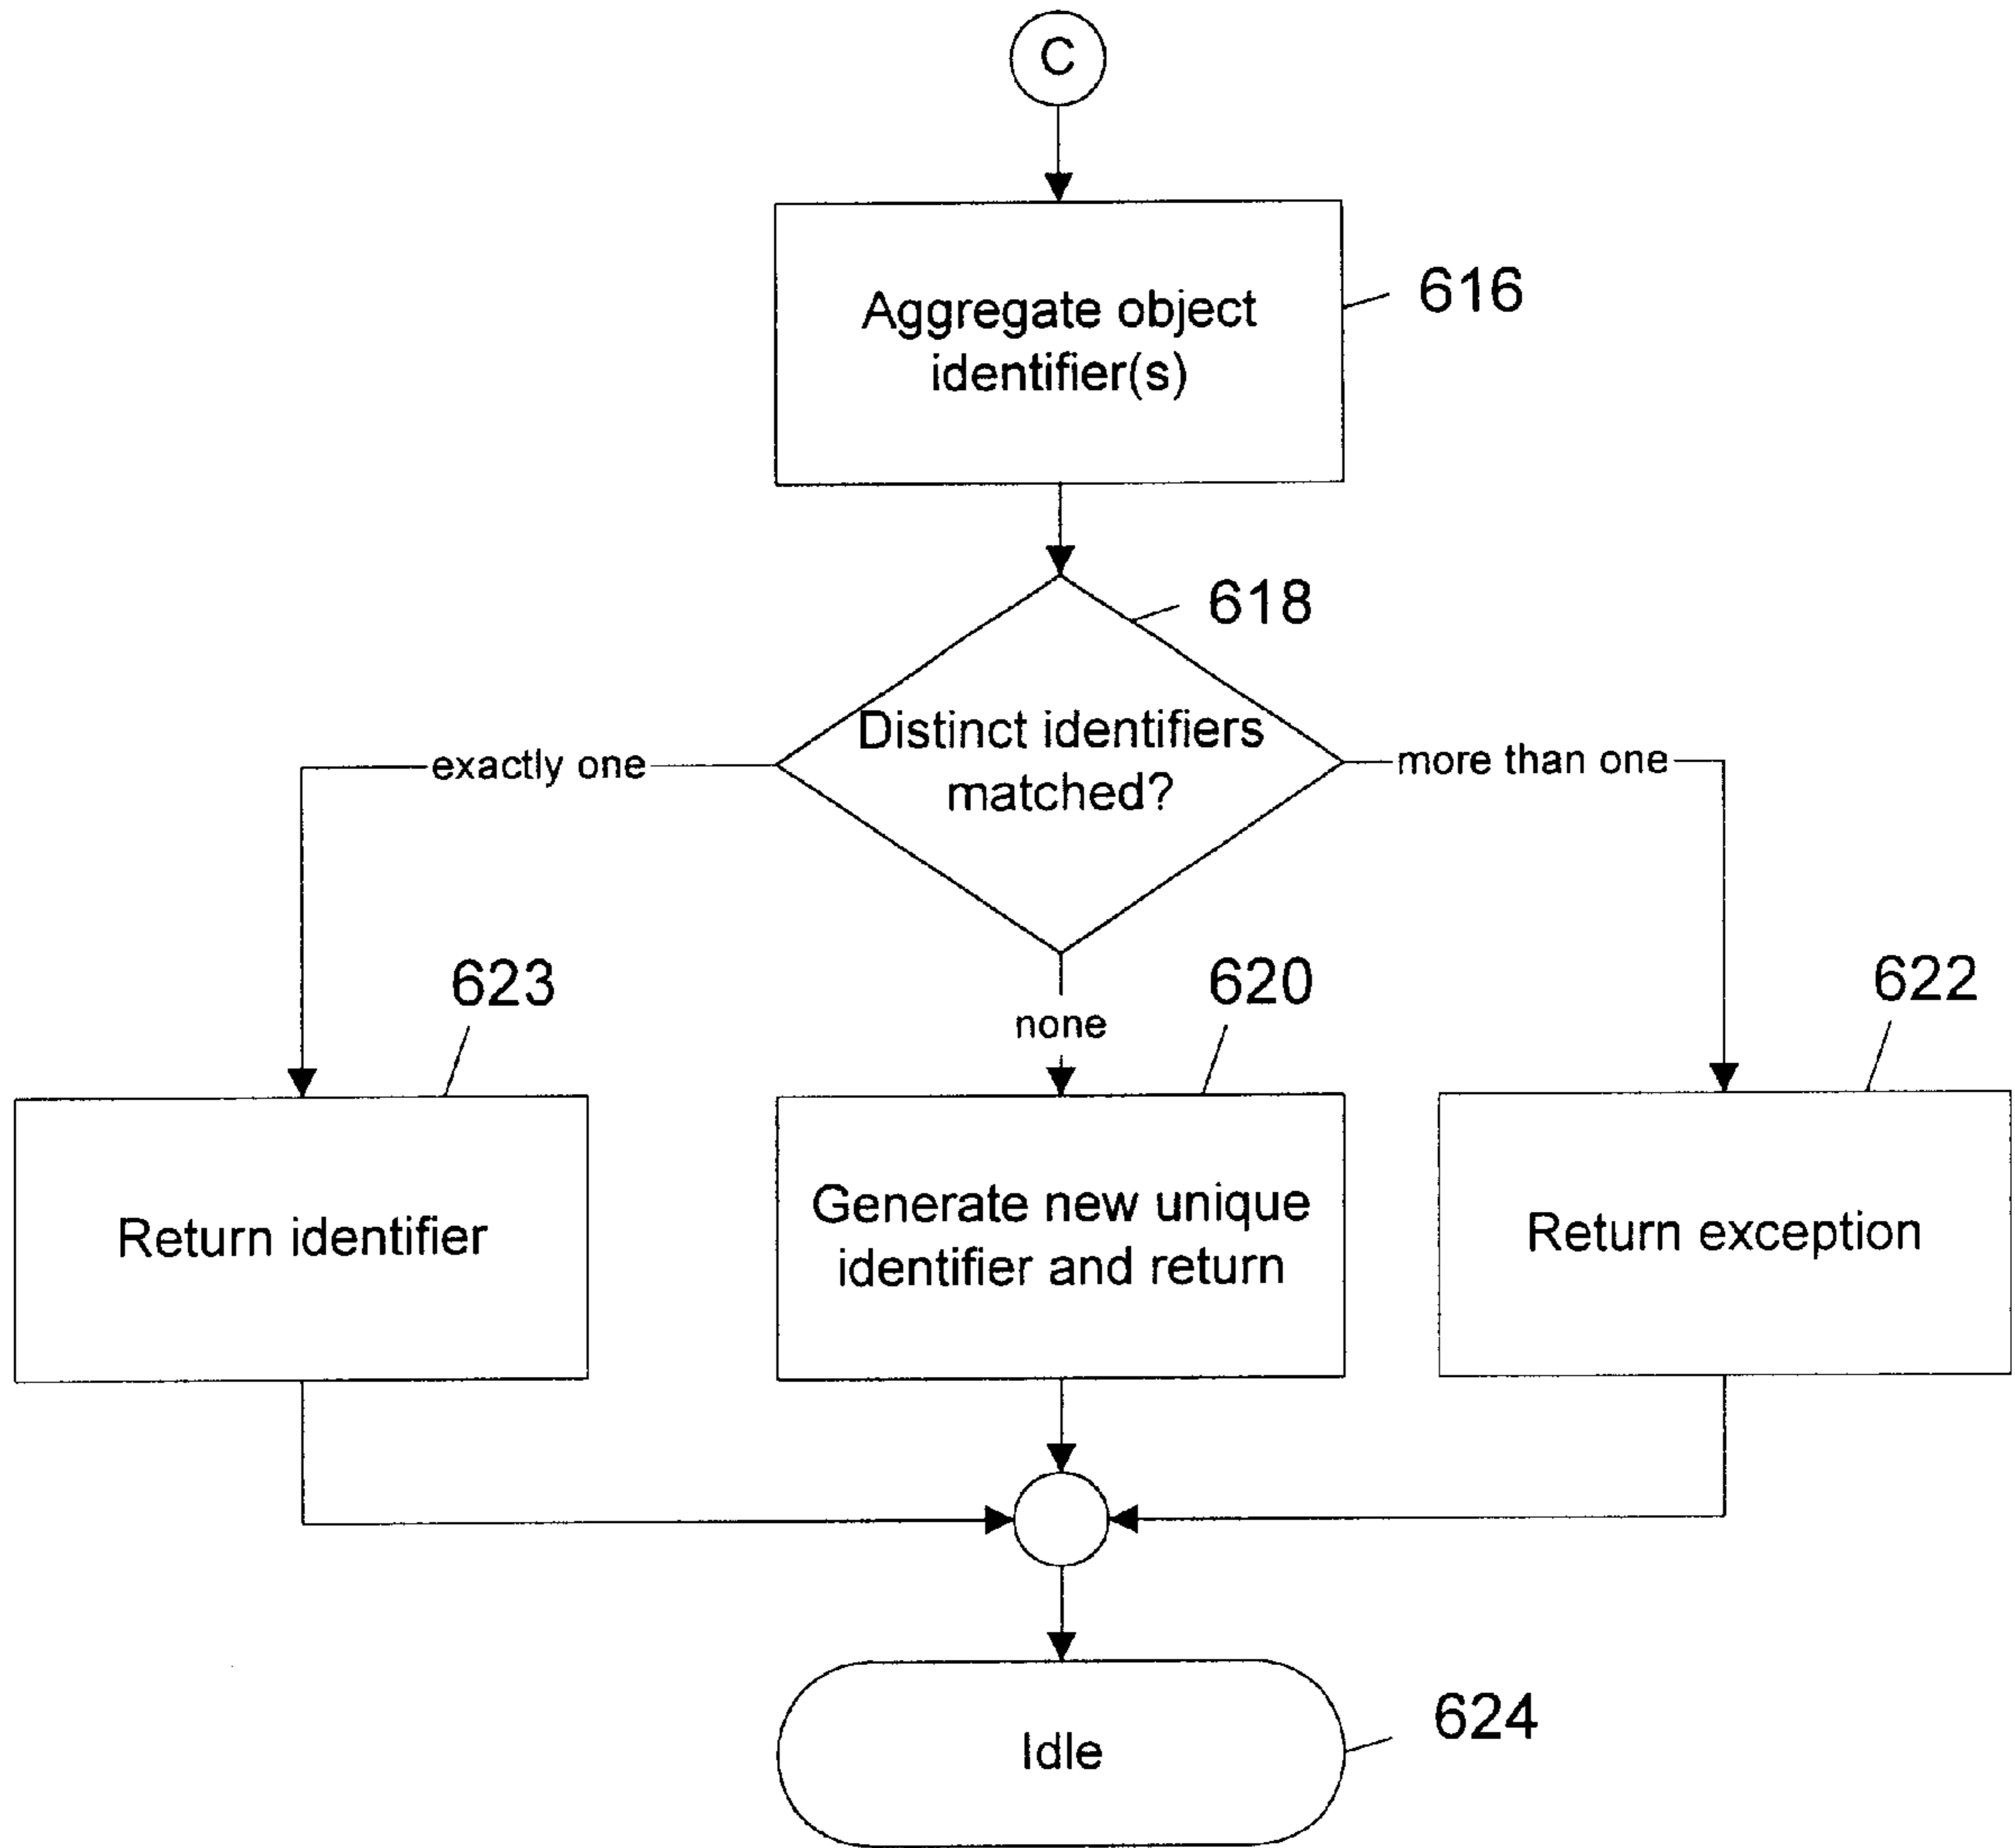 C
Aggregate object
identifier(s)
616
618
Distinct identifiers
matched?
exactly one
more than one
none
623
620
622
Return identifier
Generate new unique
identifier and return
Return exception
Idle
624